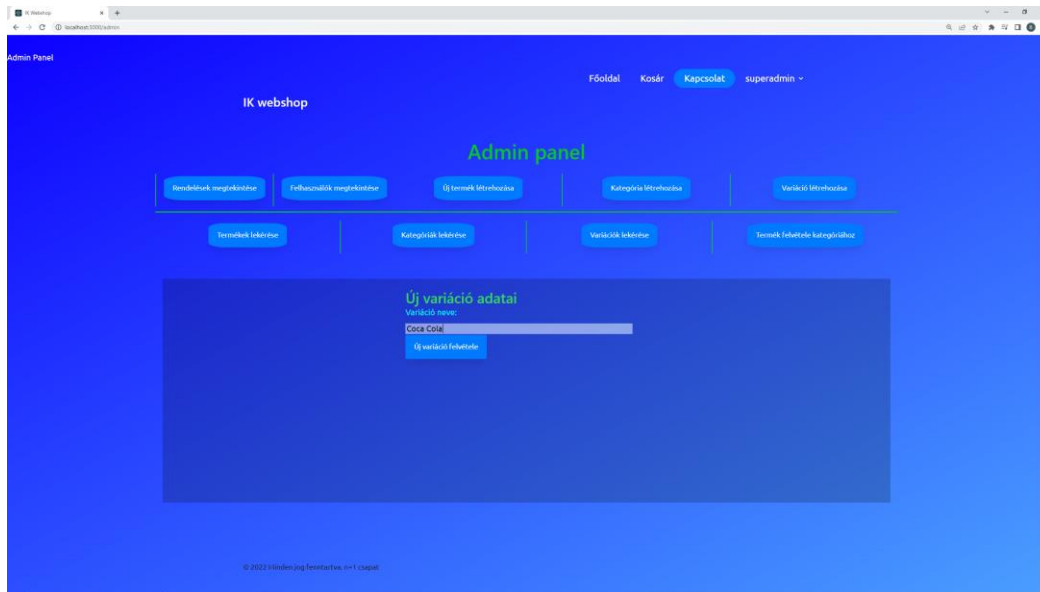 IK Webshop
localhost:3000/admin
Admin Panel
Főoldal Kosár Kapcsolat superadmin
IK webshop
Admin panel
Rendelések megtekintése Felhasználók megtekintése Új termék létrehozása Kategória létrehozása Variáció létrehozása
Termékek lekérése Kategóriák lekérése Variációk lekérése Termék felvétele kategóriához
Új variáció adatai
Variáció neve:
Coca Cola
Új variáció felvétele
© 2022 Minden jog fenntartva. n+1 csapat